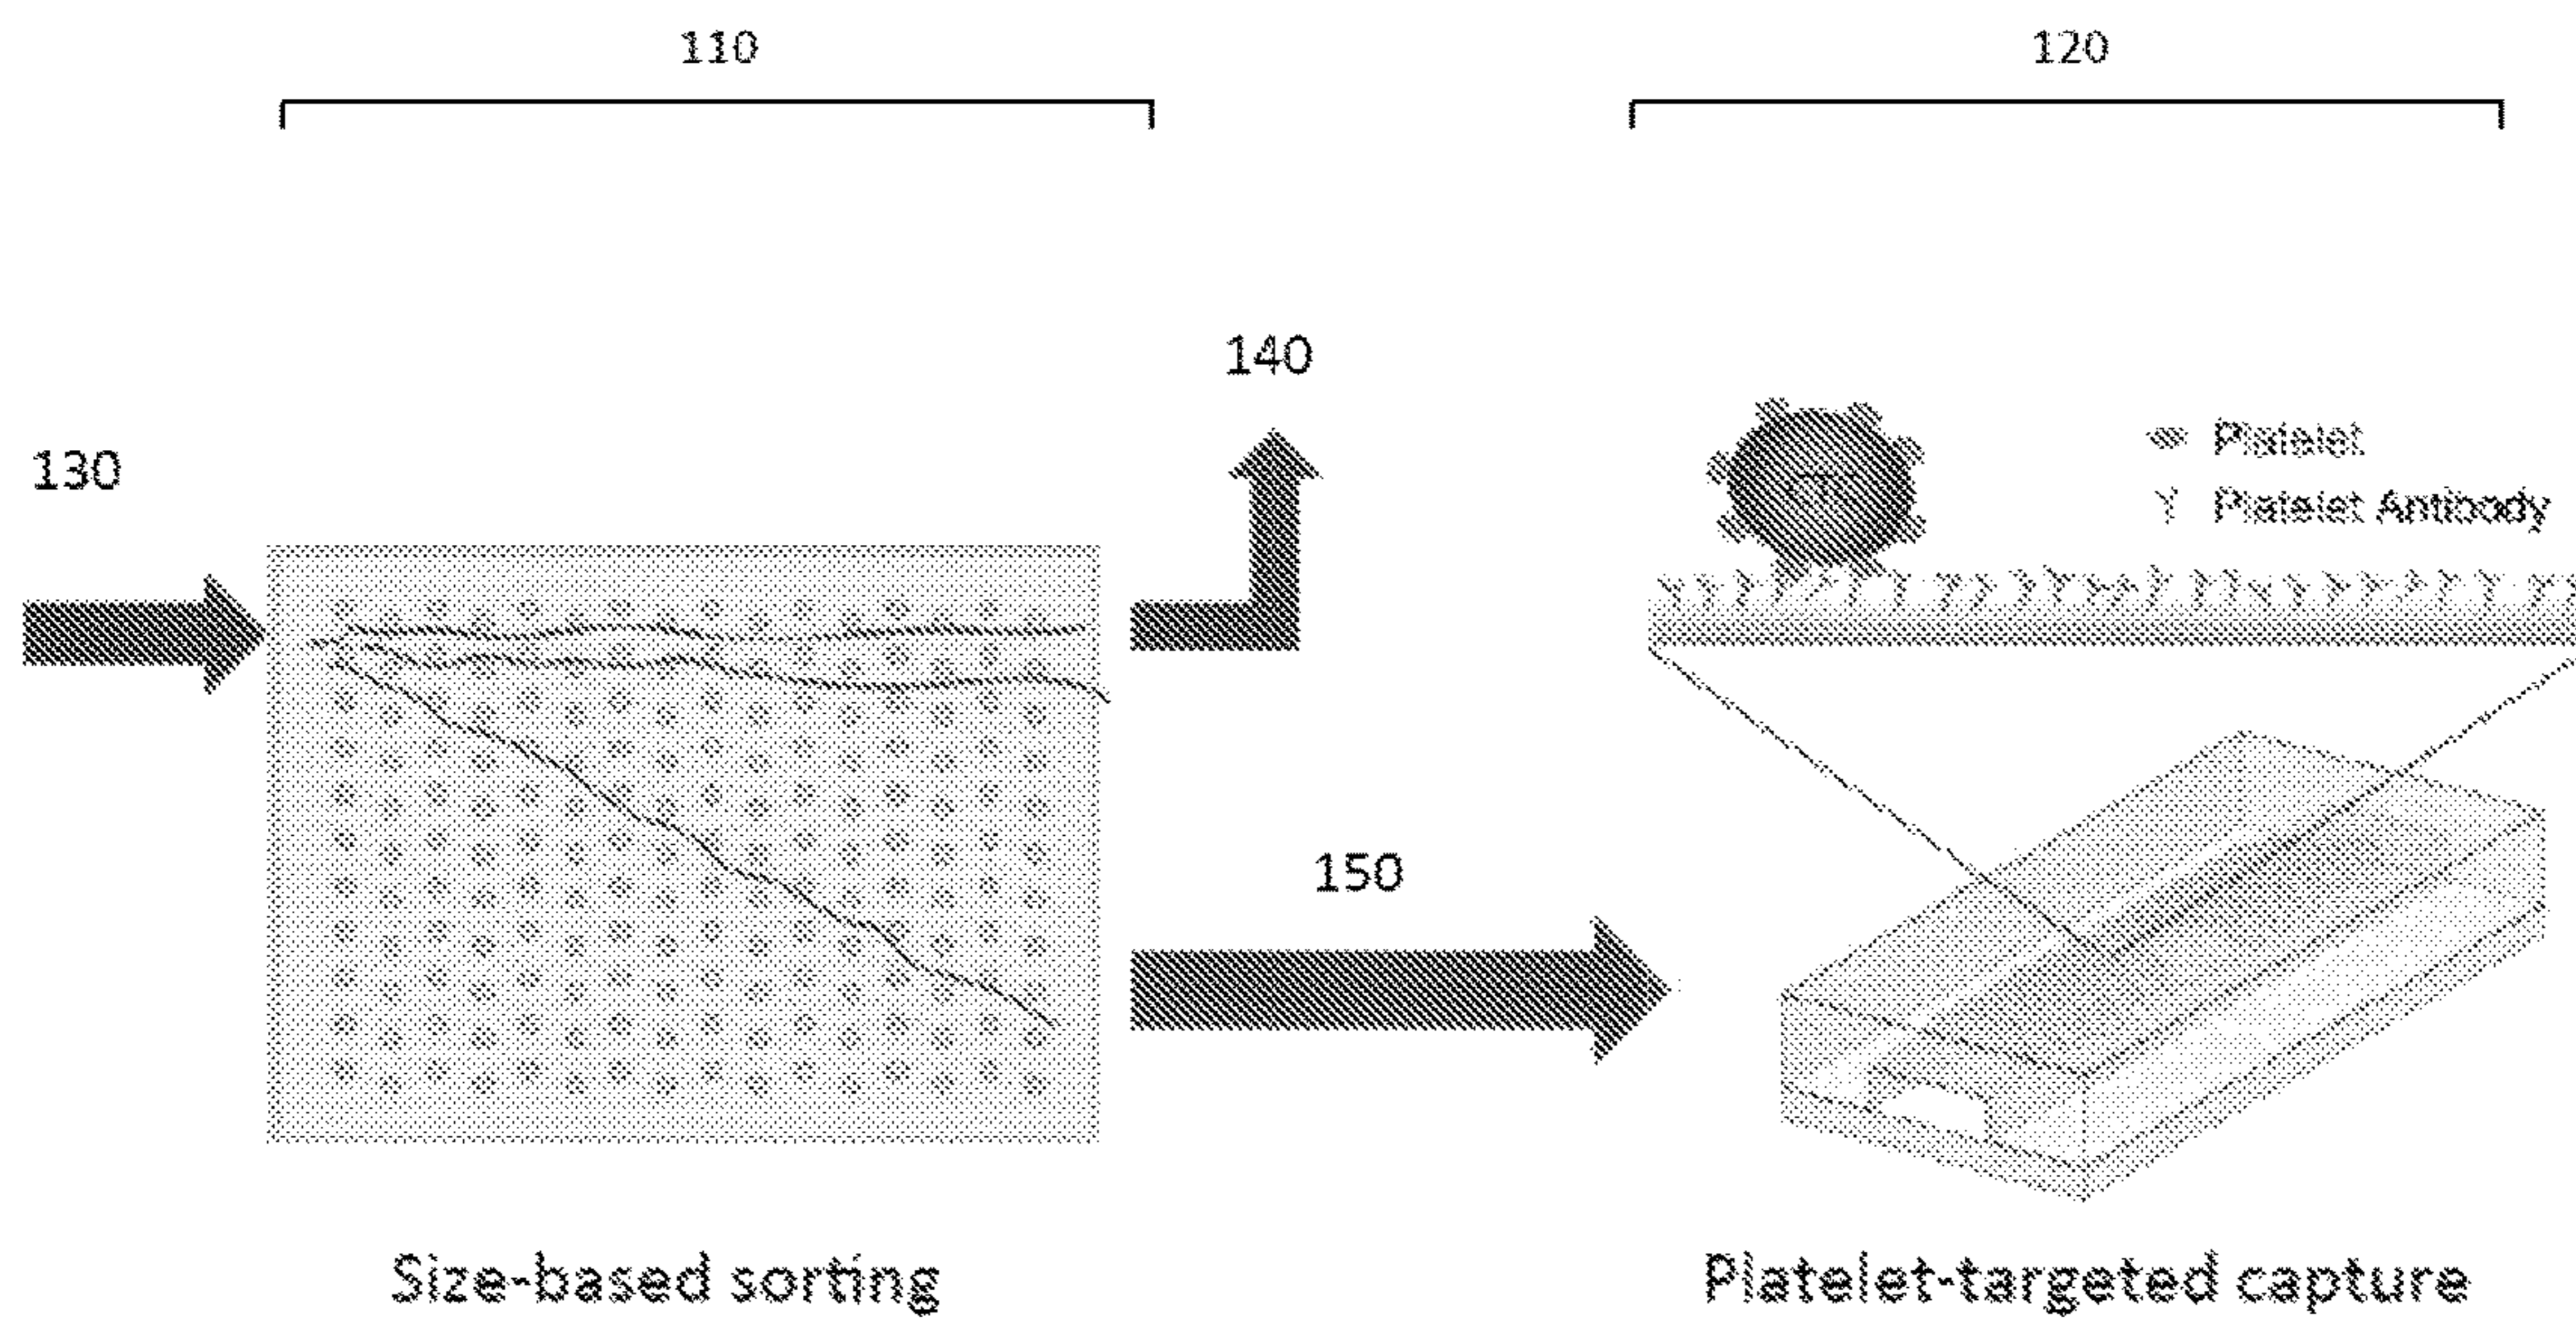 110
120
140
130
Platelet
Platelet Antibody
150
Size-based sorting
Platelet-targeted capture